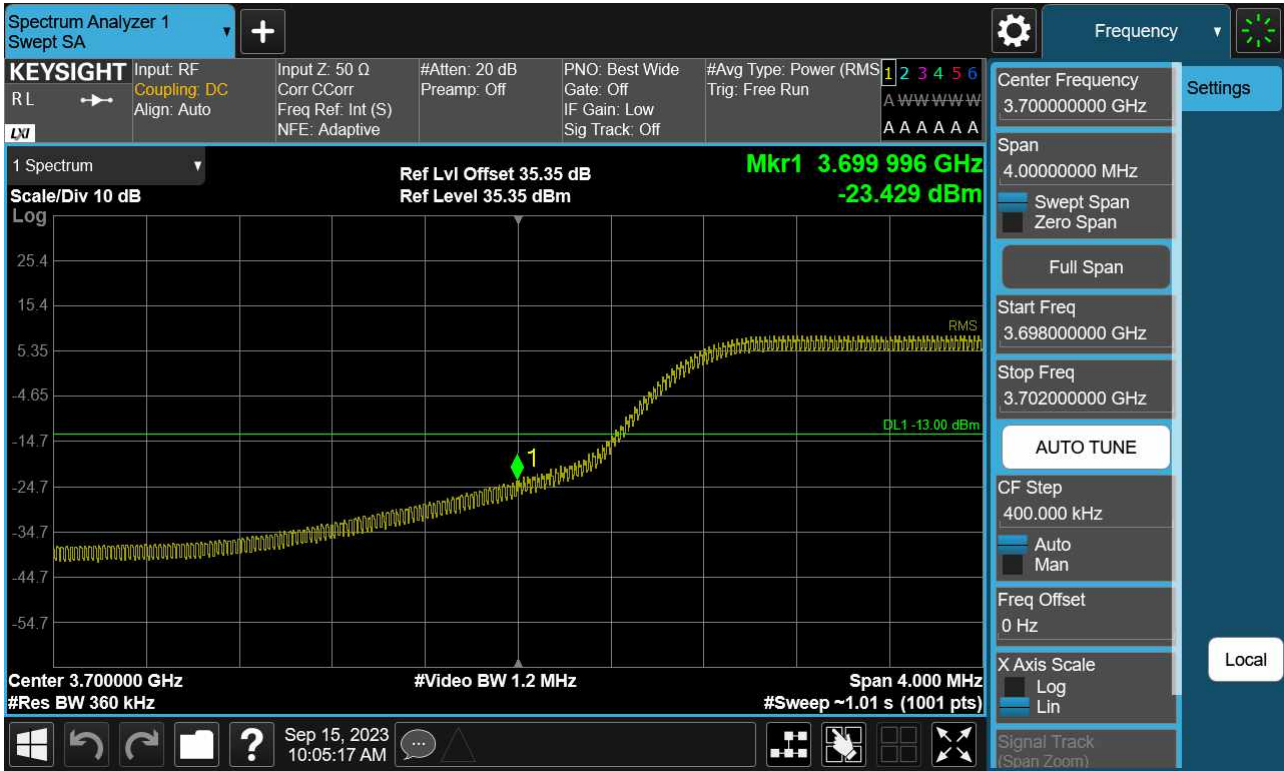 Spectrum Analyzer 1
Swept SA
+
Frequency
KEYSIGHT
R L
LXI
Input: RF
Coupling: DC
Align: Auto
Input Z: 50 Ω
Corr CCorr
Freq Ref: Int (S)
NFE: Adaptive
#Atten: 20 dB
Preamp: Off
PNO: Best Wide
Gate: Off
IF Gain: Low
Sig Track: Off
#Avg Type: Power (RMS
Trig: Free Run
1 2 3 4 5 6
A W W W W W
A A A A A A
1 Spectrum
Scale/Div 10 dB
Log
Ref Lvl Offset 35.35 dB
Ref Level 35.35 dBm
Mkr1 3.699 996 GHz
-23.429 dBm
25.4
15.4
5.35
-4.65
-14.7
-24.7
-34.7
-44.7
-54.7
RMS
DL1 -13.00 dBm
1
Center 3.700000 GHz
#Video BW 1.2 MHz
Span 4.000 MHz
#Res BW 360 kHz
#Sweep ~1.01 s (1001 pts)
Center Frequency
3.700000000 GHz
Settings
Span
4.00000000 MHz
Swept Span
Zero Span
Full Span
Start Freq
3.698000000 GHz
Stop Freq
3.702000000 GHz
AUTO TUNE
CF Step
400.000 kHz
Auto
Man
Freq Offset
0 Hz
X Axis Scale
Log
Lin
Local
Signal Track
(Span Zoom)
?
Sep 15, 2023
10:05:17 AM